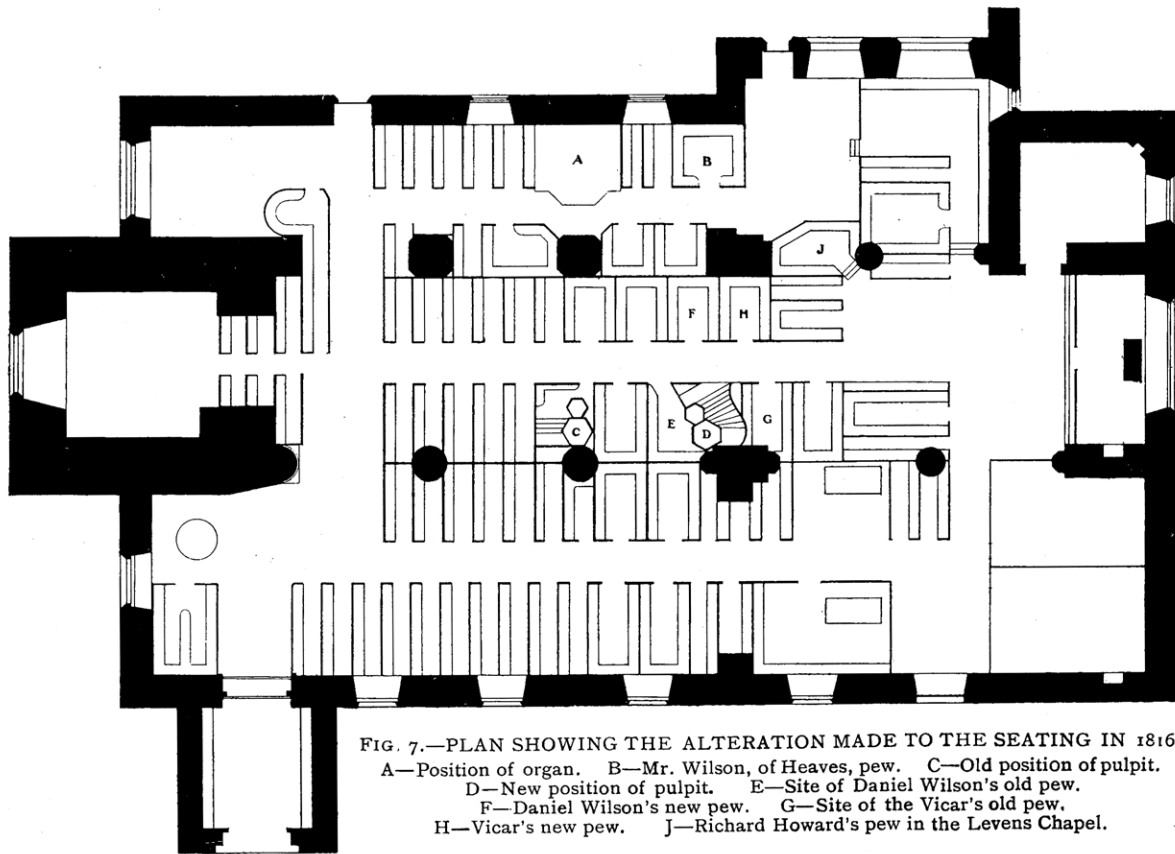 A
B
J
F
H
C
E
D
G
FIG. 7.—PLAN SHOWING THE ALTERATION MADE TO THE SEATING IN 1816
A—Position of organ. B—Mr. Wilson, of Heaves, pew. C—Old position of pulpit.
D—New position of pulpit. E—Site of Daniel Wilson's old pew.
F—Daniel Wilson's new pew. G—Site of the Vicar's old pew.
H—Vicar's new pew. J—Richard Howard's pew in the Levens Chapel.